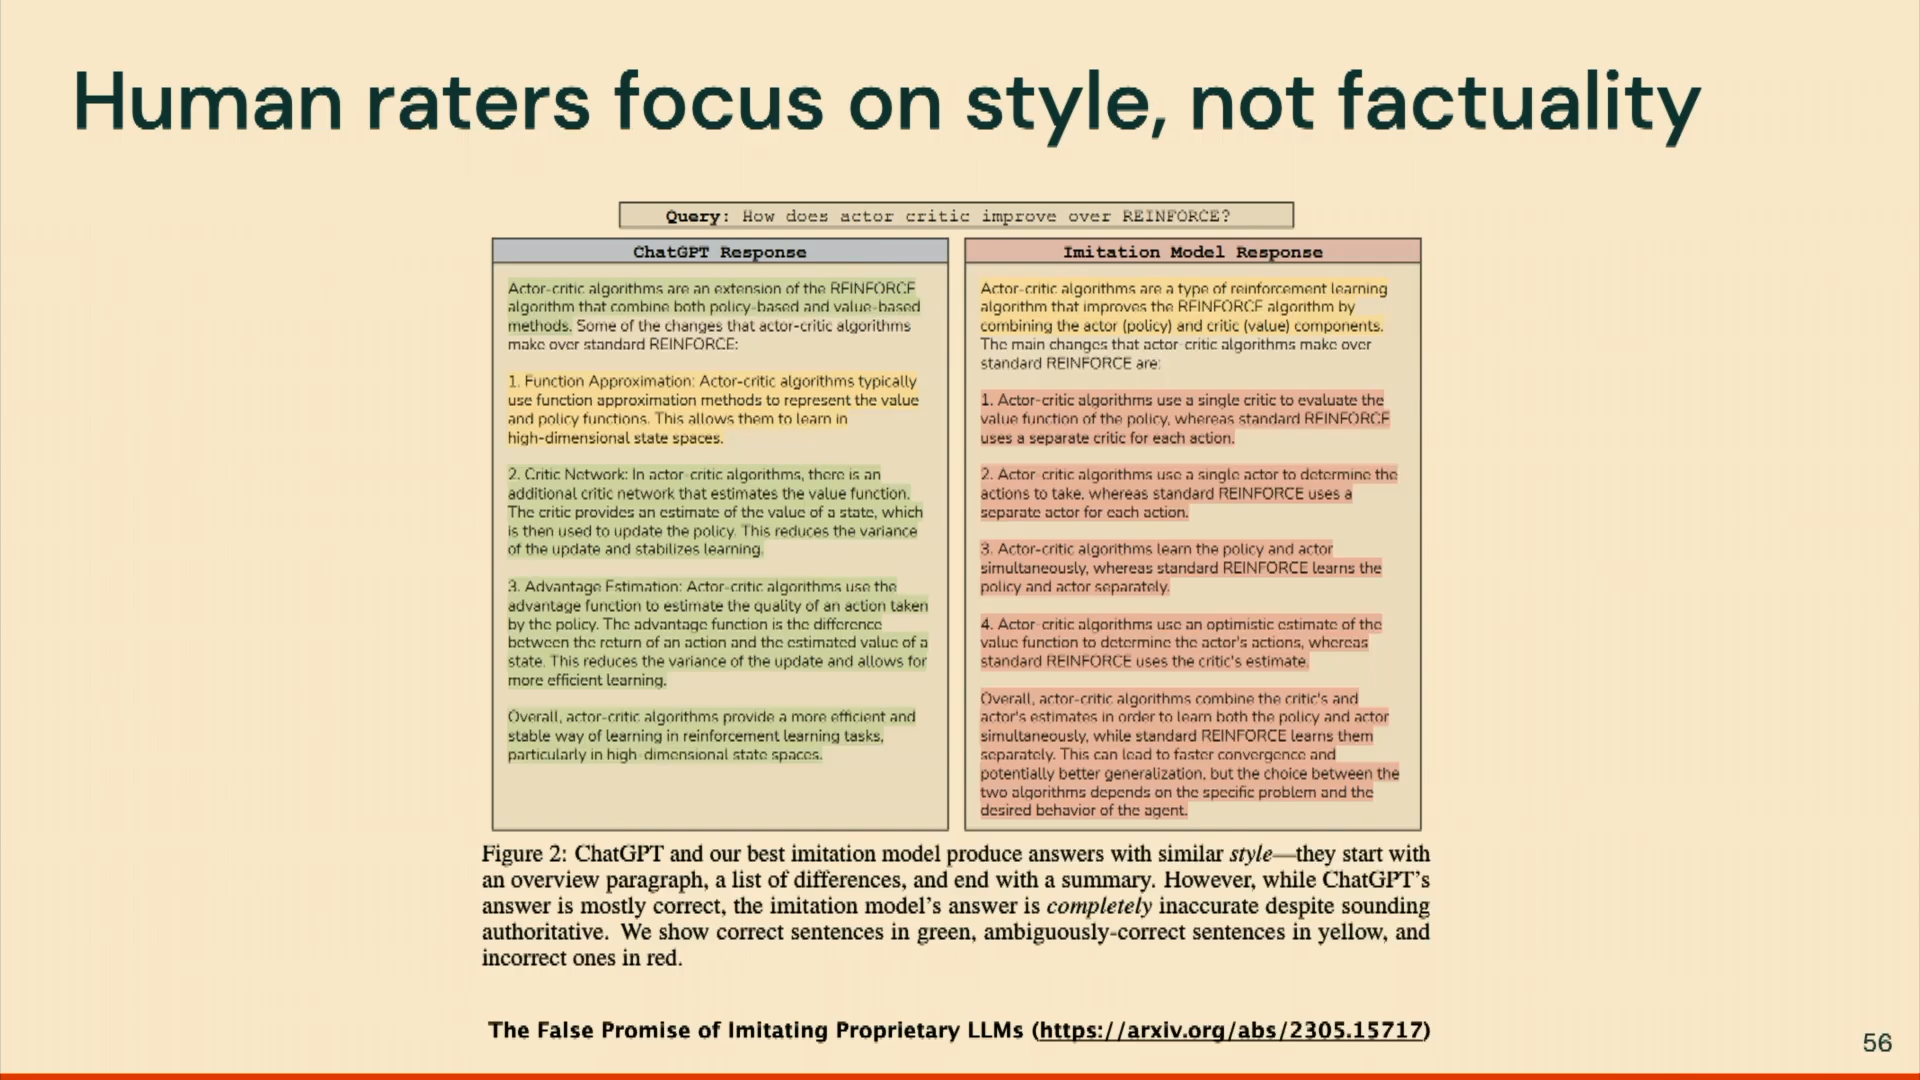 Human raters focus on style, not factuality
Query: How does actor critic improve over REINFORCE?
ChatGPT Response
Actor-critic algorithms are an extension of the REINFORCE
algorithm that combine both policy-based and value-based
methods. Some of the changes that actor-critic algorithms
make over standard REINFORCE:
1. Function Approximation: Actor-critic algorithms typically
use function approximation methods to represent the value
and policy functions. This allows them to learn in
high-dimensional state spaces.
2. Critic Network: In actor-critic algorithms, there is an
additional critic network that estimates the value function.
The critic provides an estimate of the value of a state, which
is then used to update the policy. This reduces the variance
of the update and stabilizes learning.
3. Advantage Estimation: Actor-critic algorithms use the
advantage function to estimate the quality of an action taken
by the policy. The advantage function is the difference
between the return of an action and the estimated value of a
state. This reduces the variance of the update and allows for
more efficient learning.
Overall, actor-critic algorithms provide a more efficient and
stable way of learning in reinforcement learning tasks,
particularly in high-dimensional state spaces.
Imitation Model Response
Actor-critic algorithms are a type of reinforcement learning
algorithm that improves the REINFORCE algorithm by
combining the actor (policy) and critic (value) components.
The main changes that actor-critic algorithms make over
standard REINFORCE are:
1. Actor-critic algorithms use a single critic to evaluate the
value function of the policy, whereas standard REINFORCE
uses a separate critic for each action.
2. Actor-critic algorithms use a single actor to determine the
actions to take, whereas standard REINFORCE uses a
separate actor for each action.
3. Actor-critic algorithms learn the policy and actor
simultaneously, whereas standard REINFORCE learns the
policy and actor separately.
4. Actor-critic algorithms use an optimistic estimate of the
value function to determine the actor's actions, whereas
standard REINFORCE uses the critic's estimate.
Overall, actor-critic algorithms combine the critic's and
actor's estimates in order to learn both the policy and actor
simultaneously, while standard REINFORCE learns them
separately. This can lead to faster convergence and
potentially better generalization, but the choice between the
two algorithms depends on the specific problem and the
desired behavior of the agent.
Figure 2: ChatGPT and our best imitation model produce answers with similar style—they start with
an overview paragraph, a list of differences, and end with a summary. However, while ChatGPT's
answer is mostly correct, the imitation model's answer is completely inaccurate despite sounding
authoritative. We show correct sentences in green, ambiguously-correct sentences in yellow, and
incorrect ones in red.
The False Promise of Imitating Proprietary LLMs (https://arxiv.org/abs/2305.15717)
56